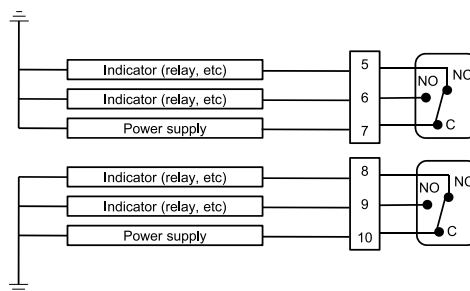 5
Indicator (relay, etc)
NO
NC
Indicator (relay, etc)
6
Power supply
7
C
8
Indicator (relay, etc)
NO
NC
Indicator (relay, etc)
9
Power supply
10
C